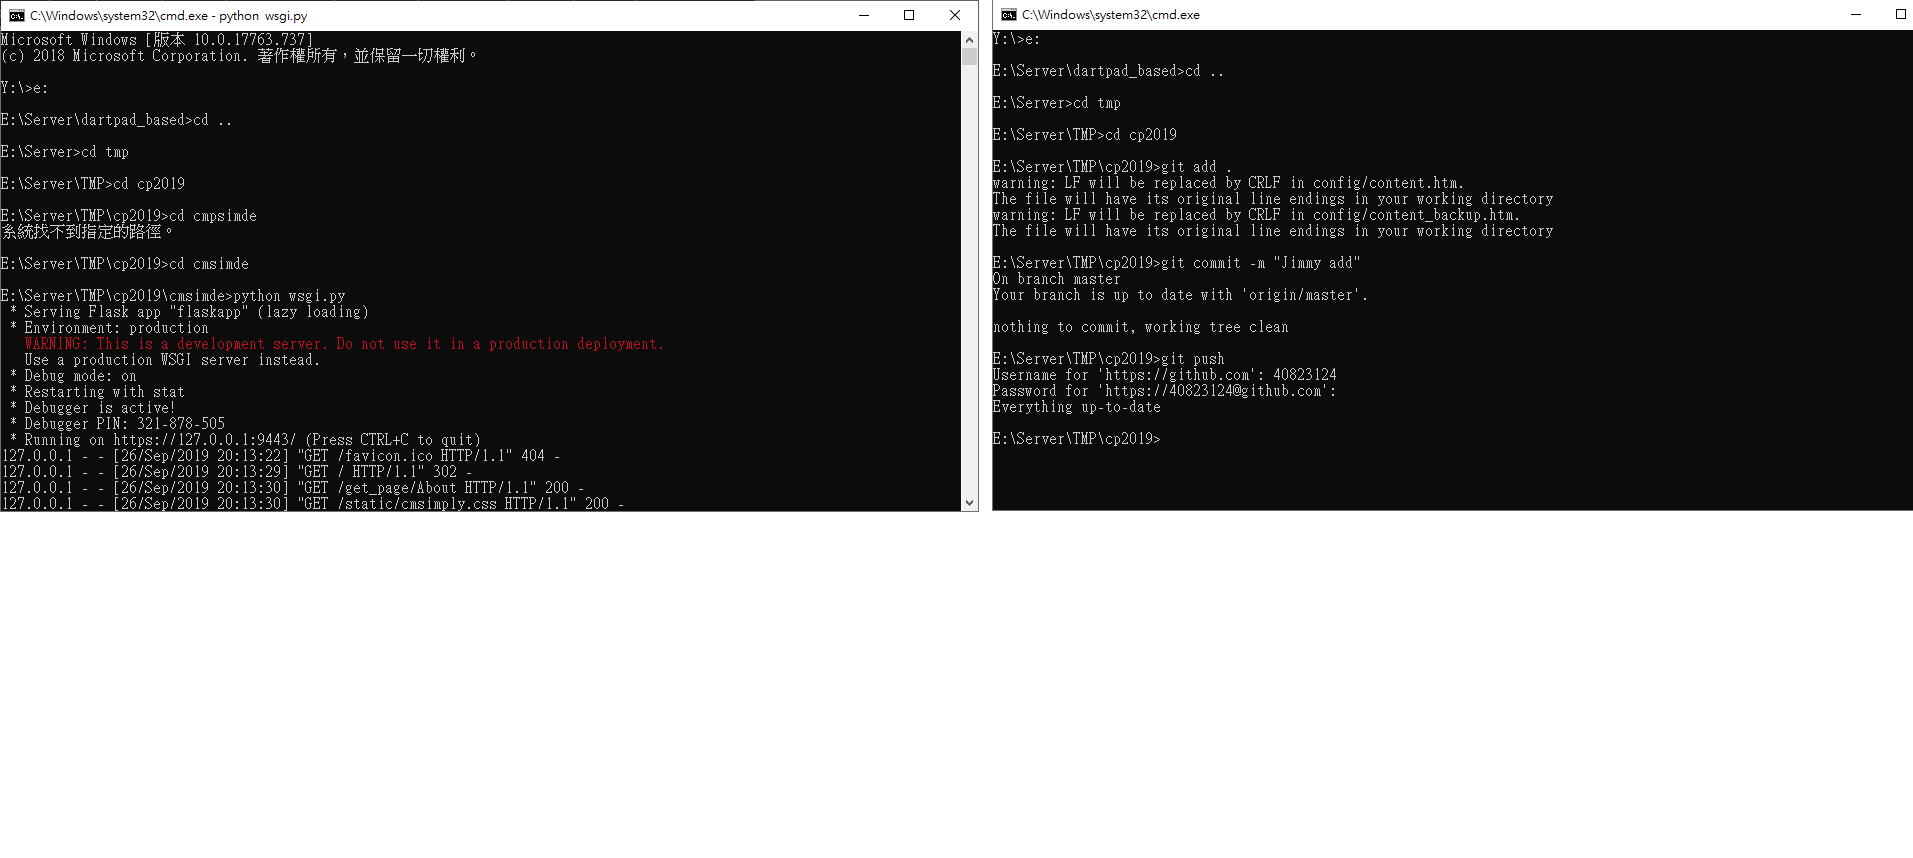 C:\Windows\system32\cmd.exe - python  wsgi.py
Microsoft Windows [版本 10.0.17763.737]
(c) 2018 Microsoft Corporation. 著作權所有，並保留一切權利。
Y:\>e:
E:\Server\dartpad_based>cd ..
E:\Server>cd tmp
E:\Server\TMP>cd cp2019
E:\Server\TMP\cp2019>cd cmpsimde
系統找不到指定的路徑。
E:\Server\TMP\cp2019>cd cmsimde
E:\Server\TMP\cp2019\cmsimde>python wsgi.py
 * Serving Flask app "flaskapp" (lazy loading)
 * Environment: production
   WARNING: This is a development server. Do not use it in a production deployment.
   Use a production WSGI server instead.
 * Debug mode: on
 * Restarting with stat
 * Debugger is active!
 * Debugger PIN: 321-878-505
 * Running on https://127.0.0.1:9443/ (Press CTRL+C to quit)
127.0.0.1 - - [26/Sep/2019 20:13:22] "GET /favicon.ico HTTP/1.1" 404 -
127.0.0.1 - - [26/Sep/2019 20:13:29] "GET / HTTP/1.1" 302 -
127.0.0.1 - - [26/Sep/2019 20:13:30] "GET /get_page/About HTTP/1.1" 200 -
127.0.0.1 - - [26/Sep/2019 20:13:30] "GET /static/cmsimply.css HTTP/1.1" 200 -
C:\Windows\system32\cmd.exe
Y:\>e:
E:\Server\dartpad_based>cd ..
E:\Server>cd tmp
E:\Server\TMP>cd cp2019
E:\Server\TMP\cp2019>git add .
warning: LF will be replaced by CRLF in config/content.htm.
The file will have its original line endings in your working directory
warning: LF will be replaced by CRLF in config/content_backup.htm.
The file will have its original line endings in your working directory
E:\Server\TMP\cp2019>git commit -m "Jimmy add"
On branch master
Your branch is up to date with 'origin/master'.
nothing to commit, working tree clean
E:\Server\TMP\cp2019>git push
Username for 'https://github.com': 40823124
Password for 'https://40823124@github.com':
Everything up-to-date
E:\Server\TMP\cp2019>